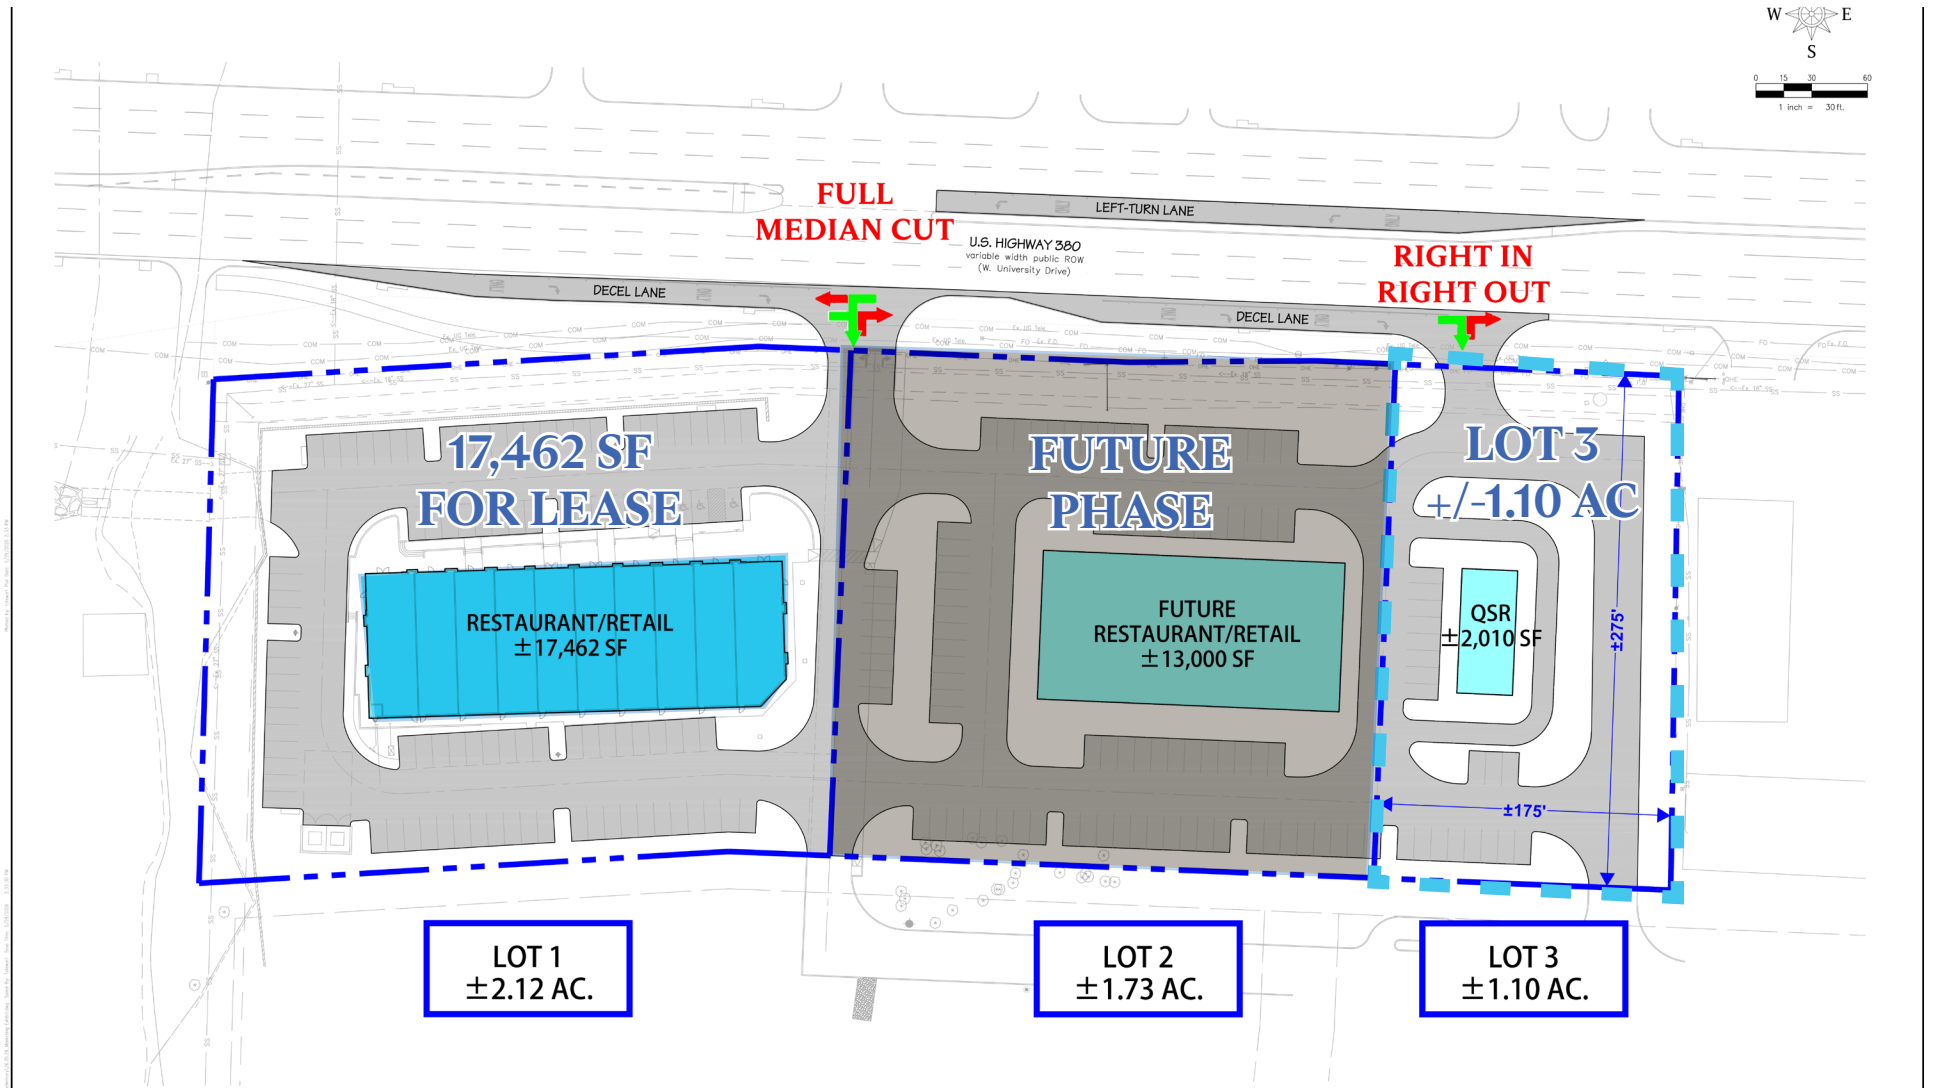 W E
S
0 15 30 60
1 inch = 30 ft.
FULL
MEDIAN CUT
LEFT-TURN LANE
U.S. HIGHWAY 380
variable width public ROW
(W. University Drive)
RIGHT IN
RIGHT OUT
DECEL LANE
DECEL LANE
17,462 SF
FOR LEASE
FUTURE
PHASE
LOT 3
+/-1.10 AC
RESTAURANT/RETAIL
±17,462 SF
FUTURE
RESTAURANT/RETAIL
±13,000 SF
QSR
±2,010 SF
±275'
±175'
LOT 1
±2.12 AC.
LOT 2
±1.73 AC.
LOT 3
±1.10 AC.